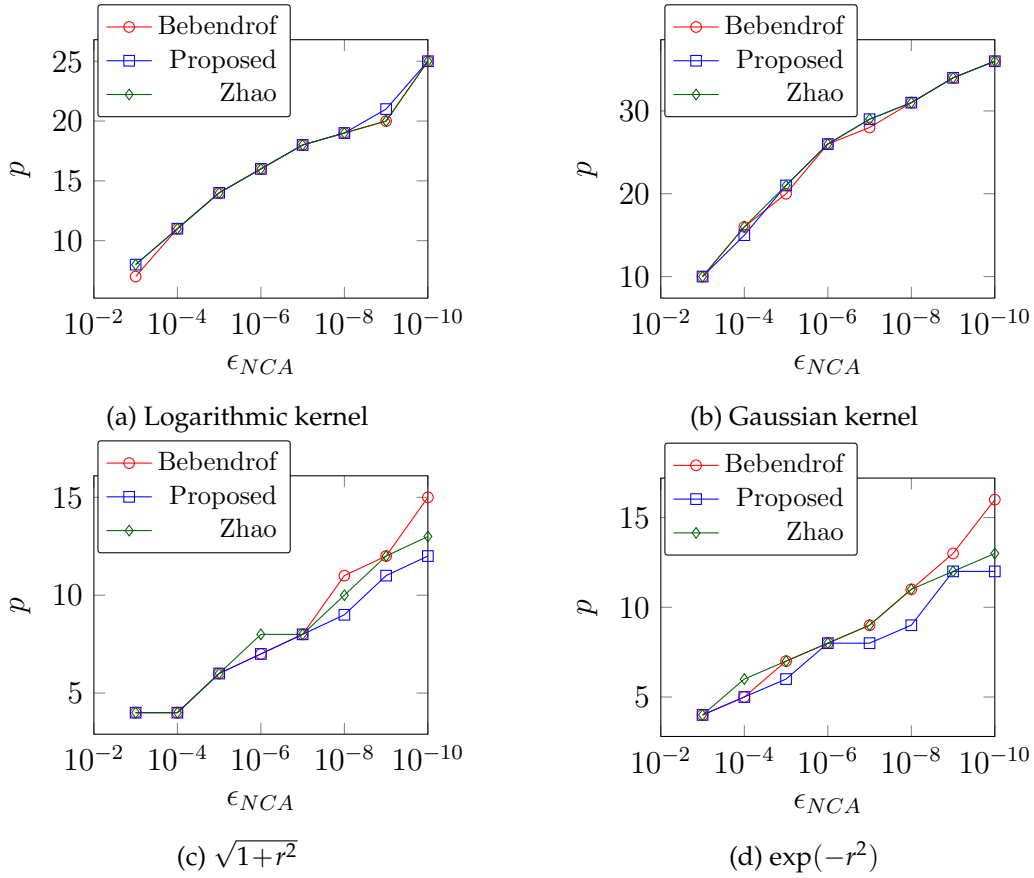 Bebendrof
Proposed
Zhao
25
20
15
10
p
10⁻² 10⁻⁴ 10⁻⁶ 10⁻⁸ 10⁻¹⁰
ϵ_NCA
(a) Logarithmic kernel
Bebendrof
Proposed
Zhao
30
20
10
p
10⁻² 10⁻⁴ 10⁻⁶ 10⁻⁸ 10⁻¹⁰
ϵ_NCA
(b) Gaussian kernel
Bebendrof
Proposed
Zhao
15
10
5
p
10⁻² 10⁻⁴ 10⁻⁶ 10⁻⁸ 10⁻¹⁰
ϵ_NCA
(c) √1+r²
Bebendrof
Proposed
Zhao
15
10
5
p
10⁻² 10⁻⁴ 10⁻⁶ 10⁻⁸ 10⁻¹⁰
ϵ_NCA
(d) exp(−r²)